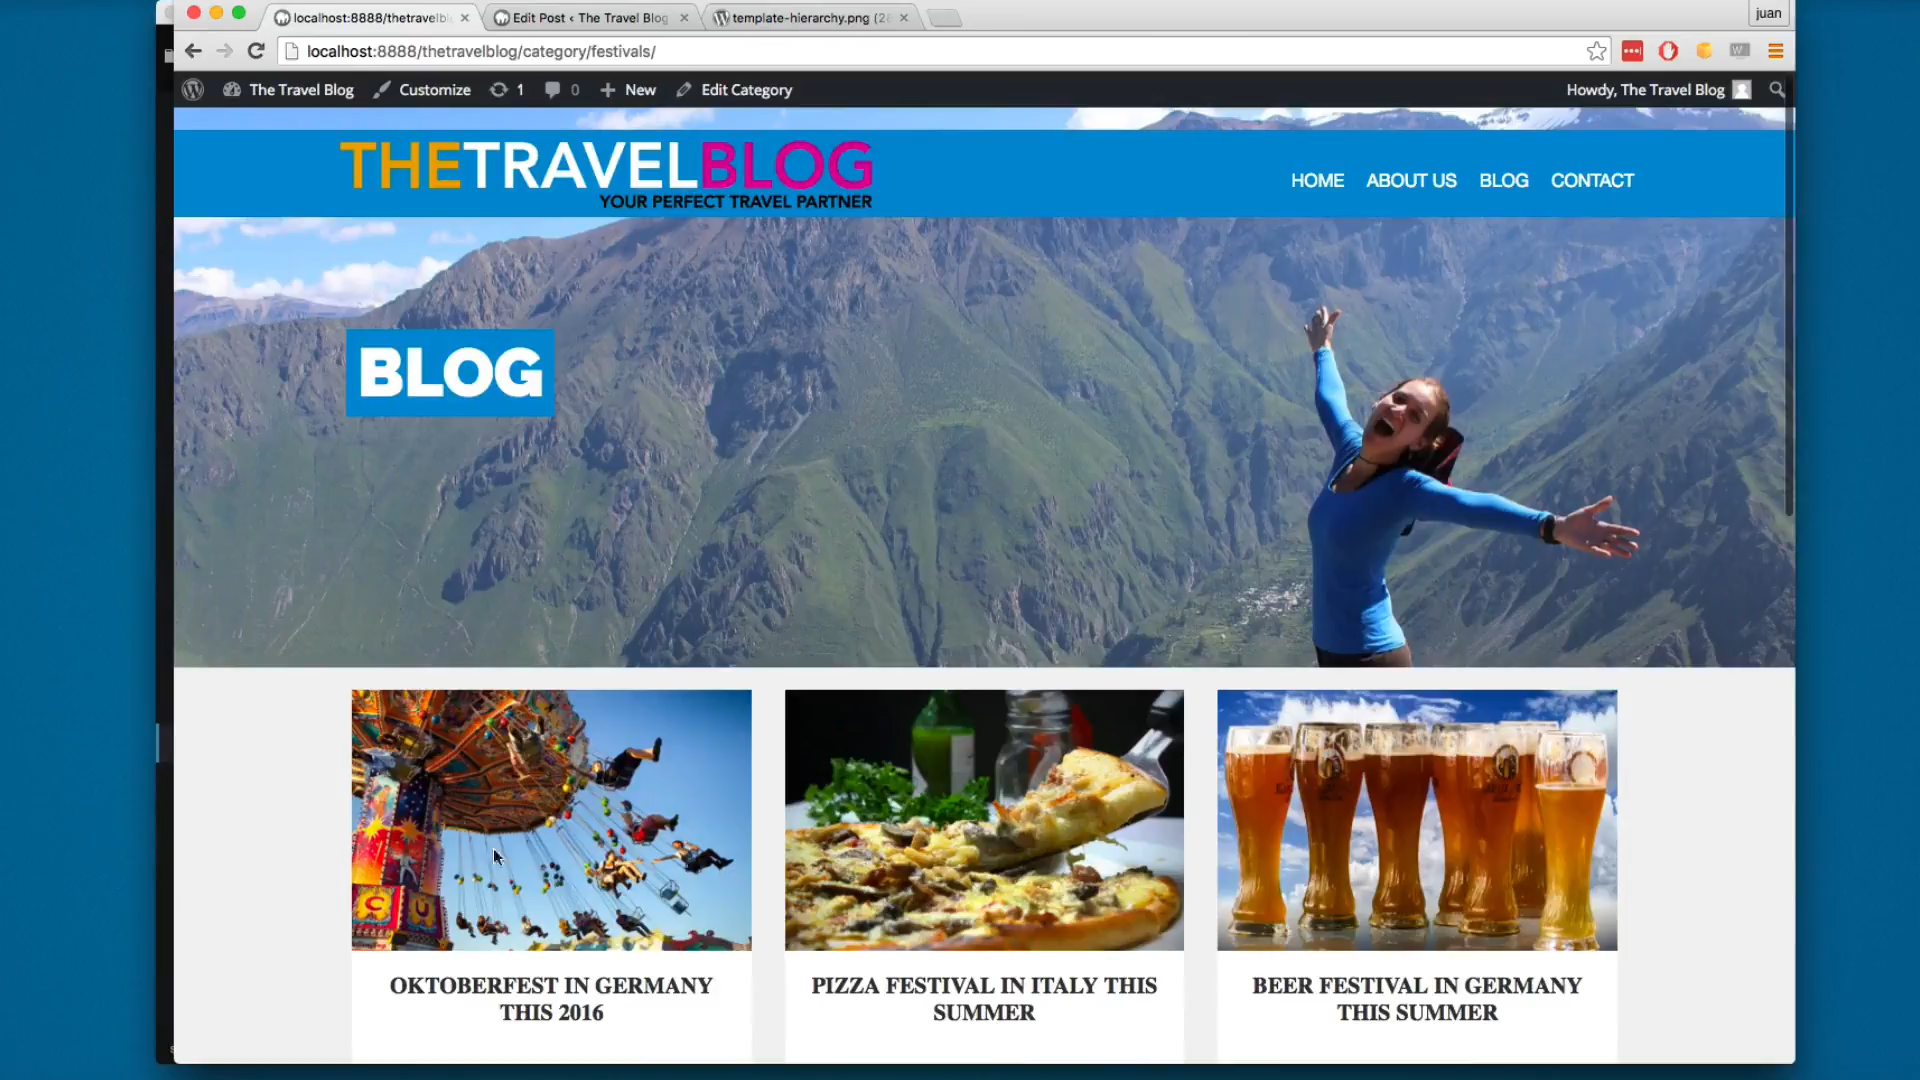 localhost:8888/thetravelbl
Edit Post ‹ The Travel Blog
template-hierarchy.png (28
juan
localhost:8888/thetravelblog/category/festivals/
The Travel Blog
Customize
1
0
New
Edit Category
Howdy, The Travel Blog
THETRAVELBLOG
YOUR PERFECT TRAVEL PARTNER
HOME
ABOUT US
BLOG
CONTACT
BLOG
OKTOBERFEST IN GERMANY
THIS 2016
PIZZA FESTIVAL IN ITALY THIS
SUMMER
BEER FESTIVAL IN GERMANY
THIS SUMMER